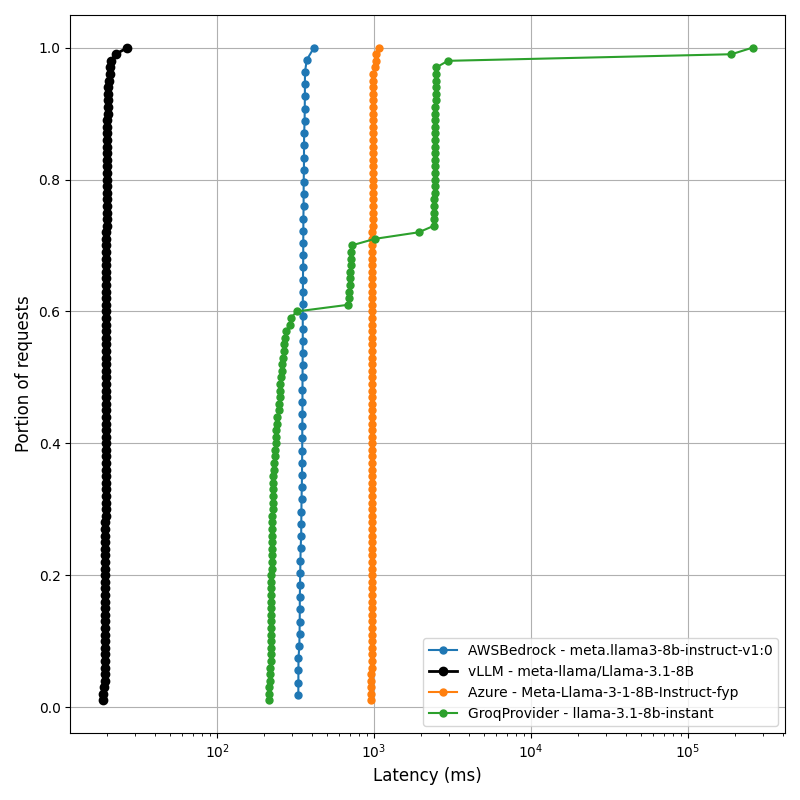 1.0
0.8
0.6
0.4
0.2
0.0
Portion of requests
10²
10³
10⁴
10⁵
Latency (ms)
AWSBedrock - meta.llama3-8b-instruct-v1:0
vLLM - meta-llama/Llama-3.1-8B
Azure - Meta-Llama-3-1-8B-Instruct-fyp
GroqProvider - llama-3.1-8b-instant